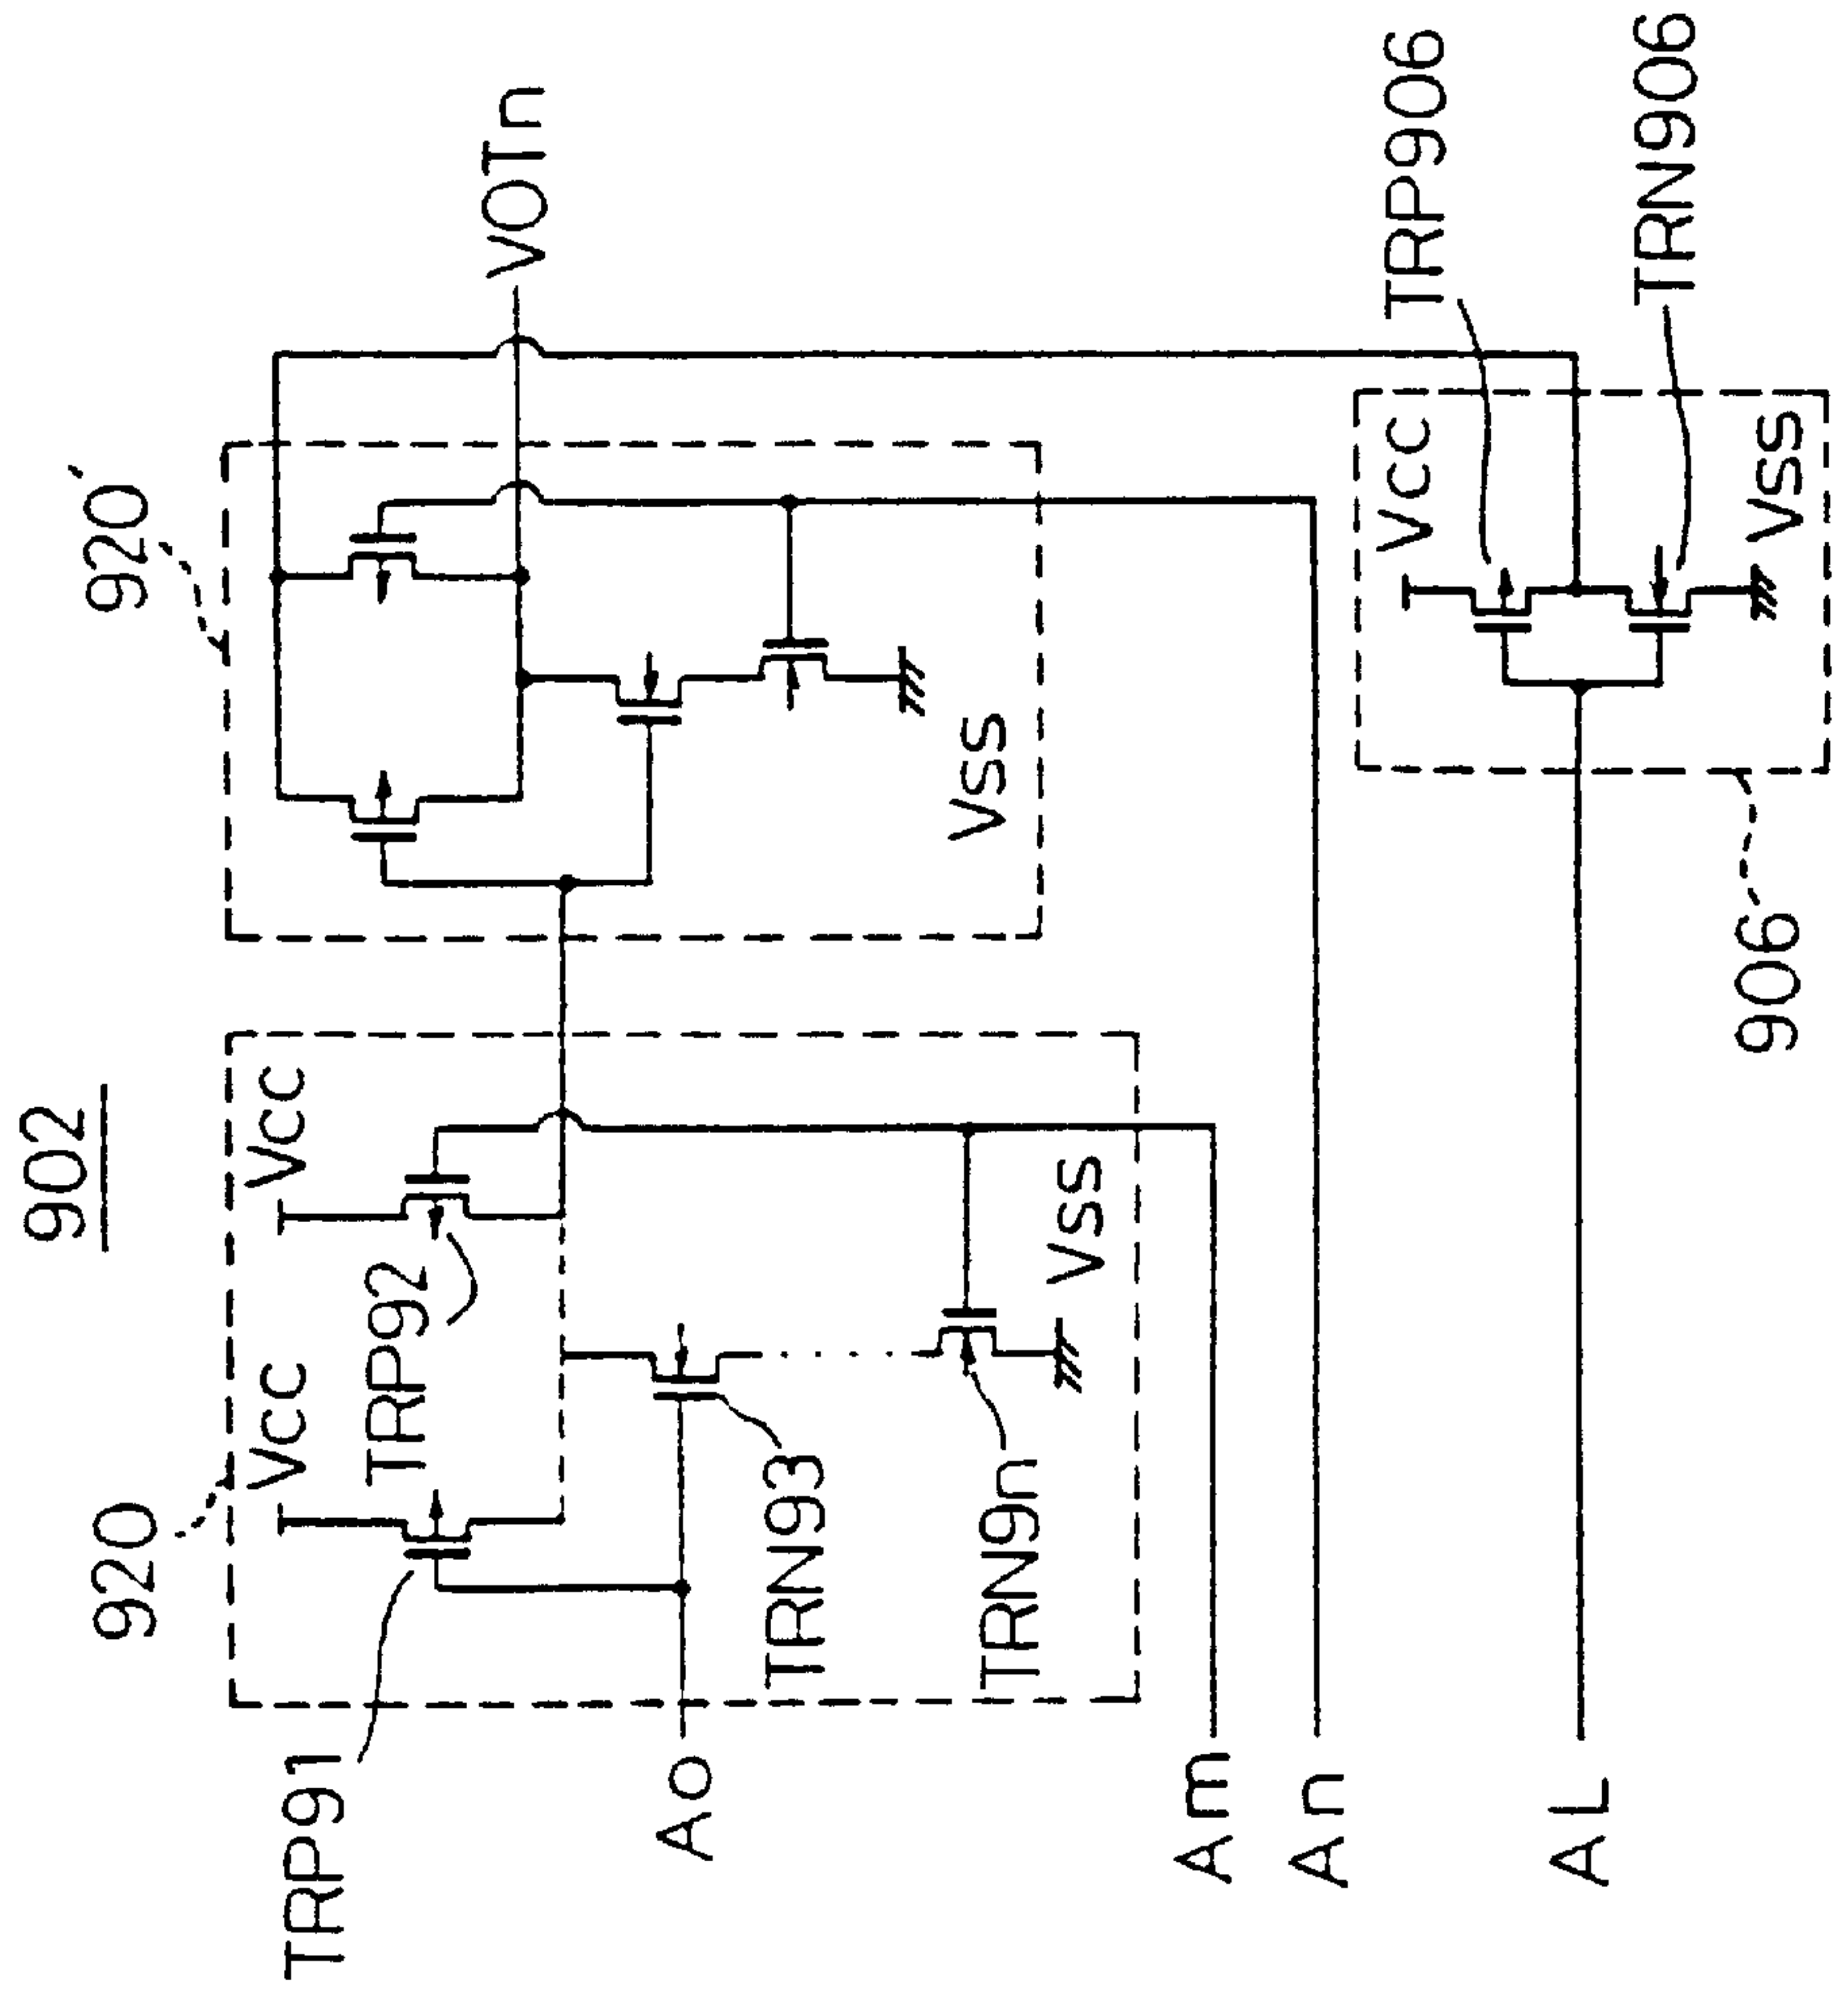 902
920
920'
Vcc
Vcc
TRP91
TRP92
VOTn
Ao
TRN93
TRN9n
Vss
Vss
Am
An
TRP906
Vcc
AL
TRN906
Vss
906